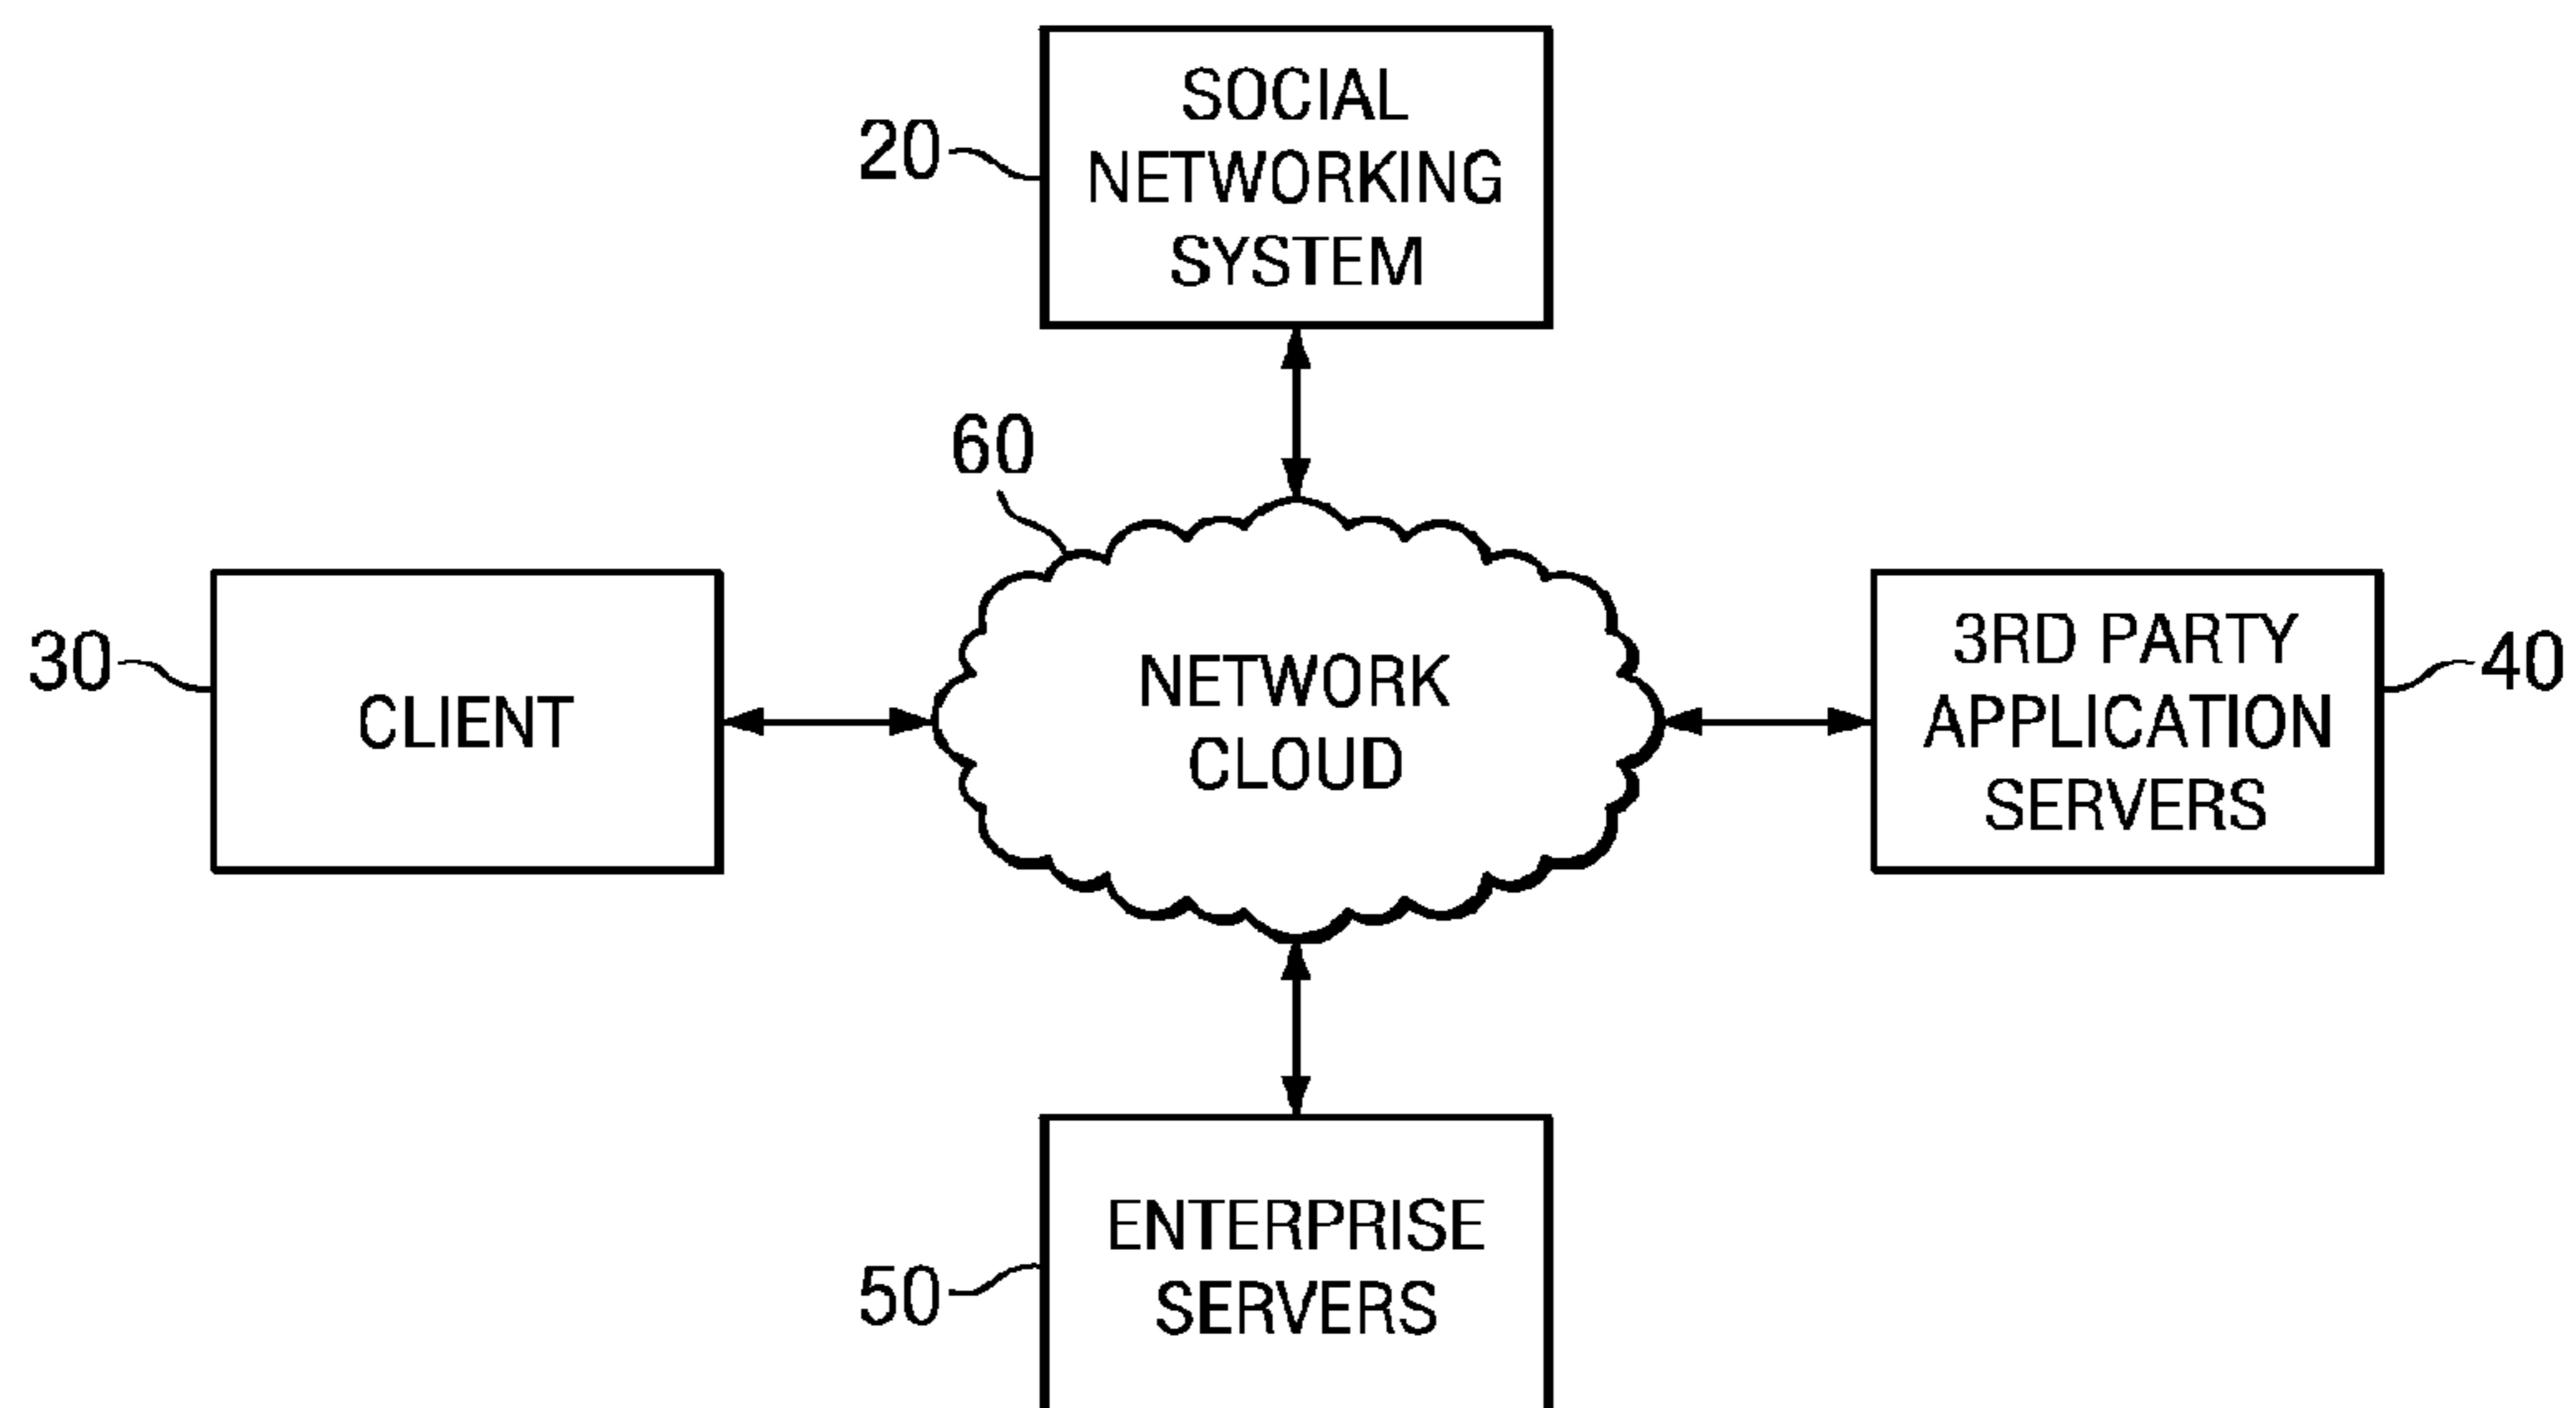 SOCIAL
NETWORKING
SYSTEM
20
60
30
CLIENT
NETWORK
CLOUD
3RD PARTY
APPLICATION
SERVERS
40
ENTERPRISE
SERVERS
50